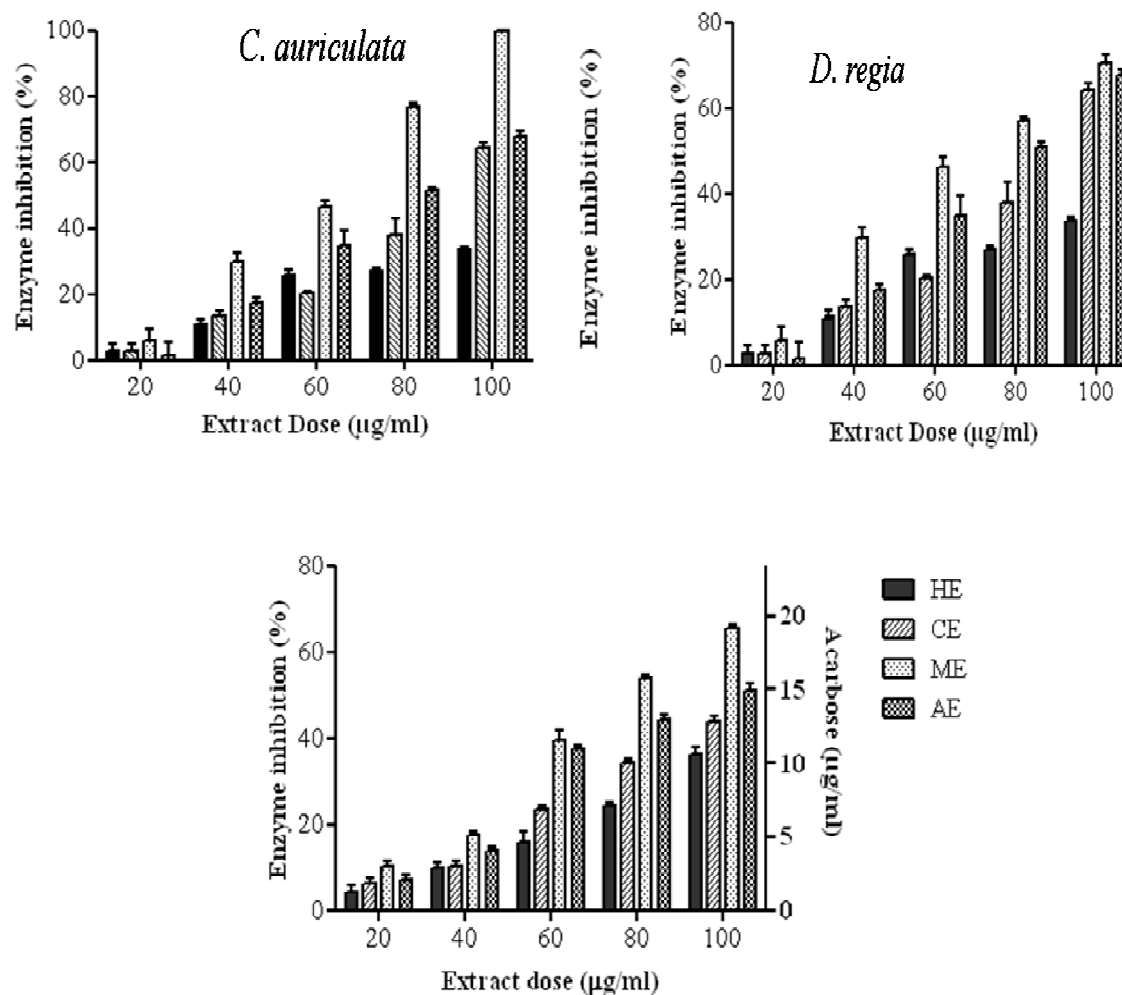 C. auriculata
Enzyme inhibition (%)
100
80
60
40
20
0
20 40 60 80 100
Extract Dose (µg/ml)
Enzyme inhibition (%)
D. regia
Enzyme inhibition (%)
80
60
40
20
0
20 40 60 80 100
Extract Dose (µg/ml)
Enzyme inhibition (%)
80
60
40
20
0
20 40 60 80 100
Extract dose (µg/ml)
20
15
10
5
0
Acarbose (µg/ml)
HE
CE
ME
AE